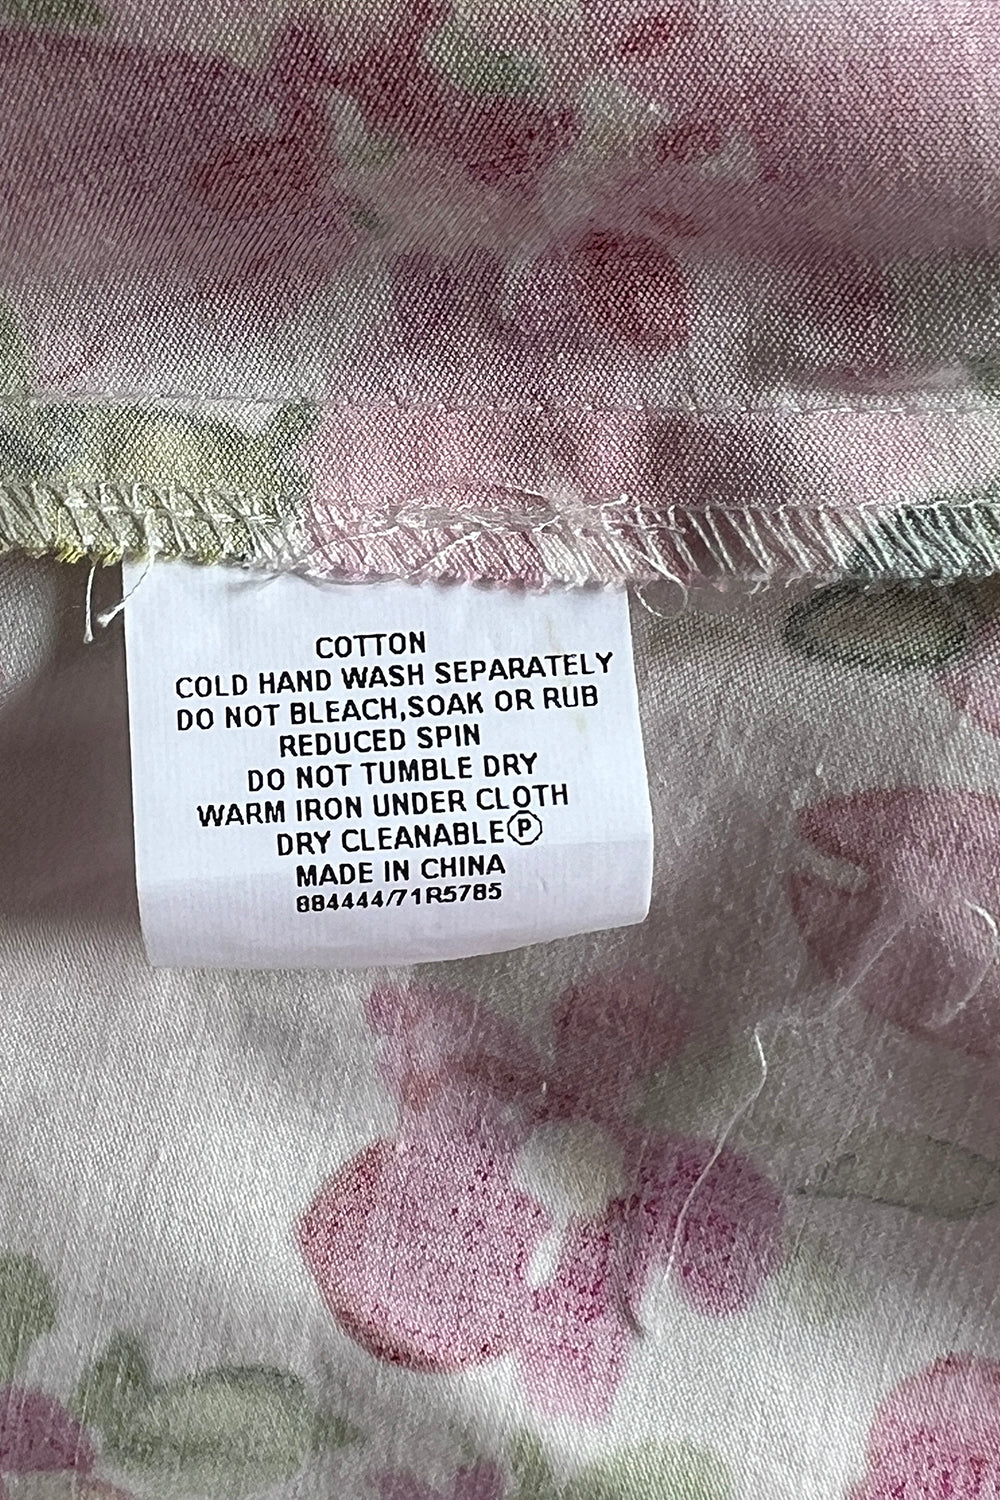 COTTON
COLD HAND WASH SEPARATELY
DO NOT BLEACH,SOAK OR RUB
REDUCED SPIN
DO NOT TUMBLE DRY
WARM IRON UNDER CLOTH
DRY CLEANABLE Ⓟ
MADE IN CHINA
884444/71R5785